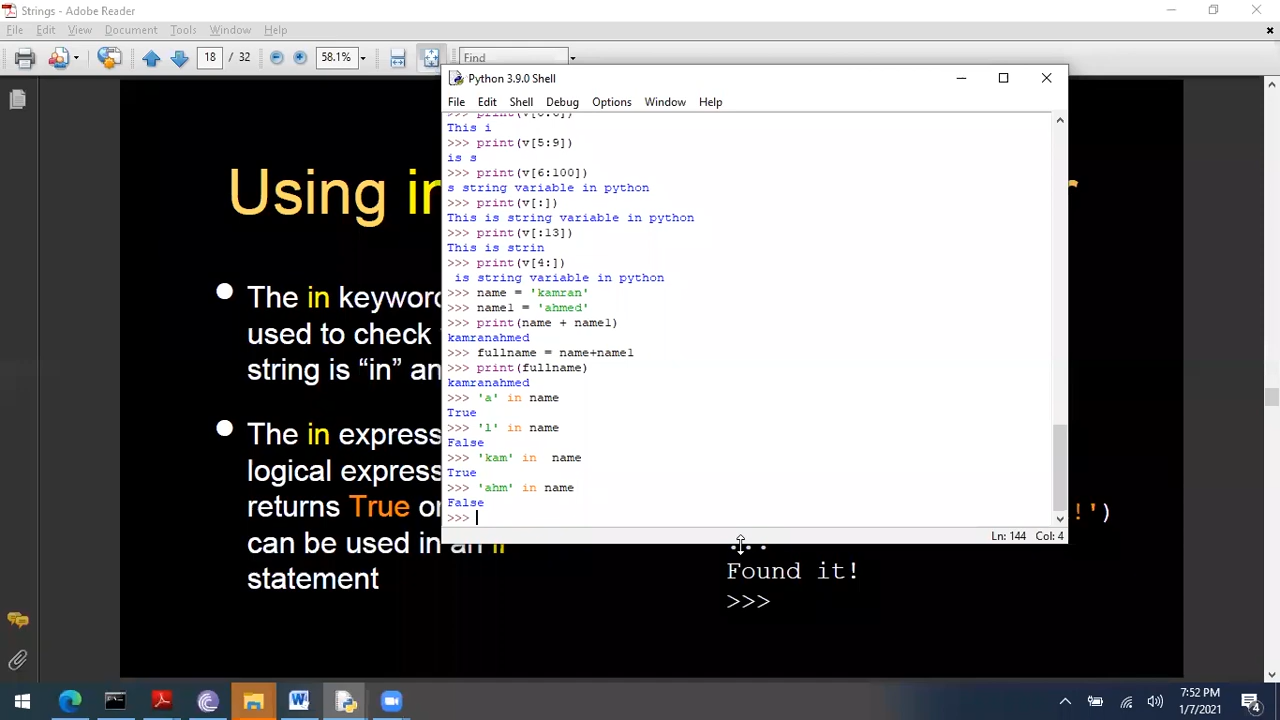 Strings - Adobe Reader
File Edit View Document Tools Window Help
18 / 32 58.1% Find
Python 3.9.0 Shell
File Edit Shell Debug Options Window Help
This i
>>> print(v[5:9])
is s
>>> print(v[6:100])
s string variable in python
>>> print(v[:])
This is string variable in python
>>> print(v[:13])
This is strin
>>> print(v[4:])
is string variable in python
>>> name = 'kamran'
>>> name1 = 'ahmed'
>>> print(name + name1)
kamranahmed
>>> fullname = name+name1
>>> print(fullname)
kamranahmed
>>> 'a' in name
True
>>> 'l' in name
False
>>> 'kam' in  name
True
>>> 'ahm' in name
False
>>>
Ln: 144 Col: 4
Using in
The in keyword
used to check
string is “in” an
The in express
logical express
returns True or
can be used in an if
statement
!')
...
Found it!
>>>
7:52 PM
1/7/2021
4